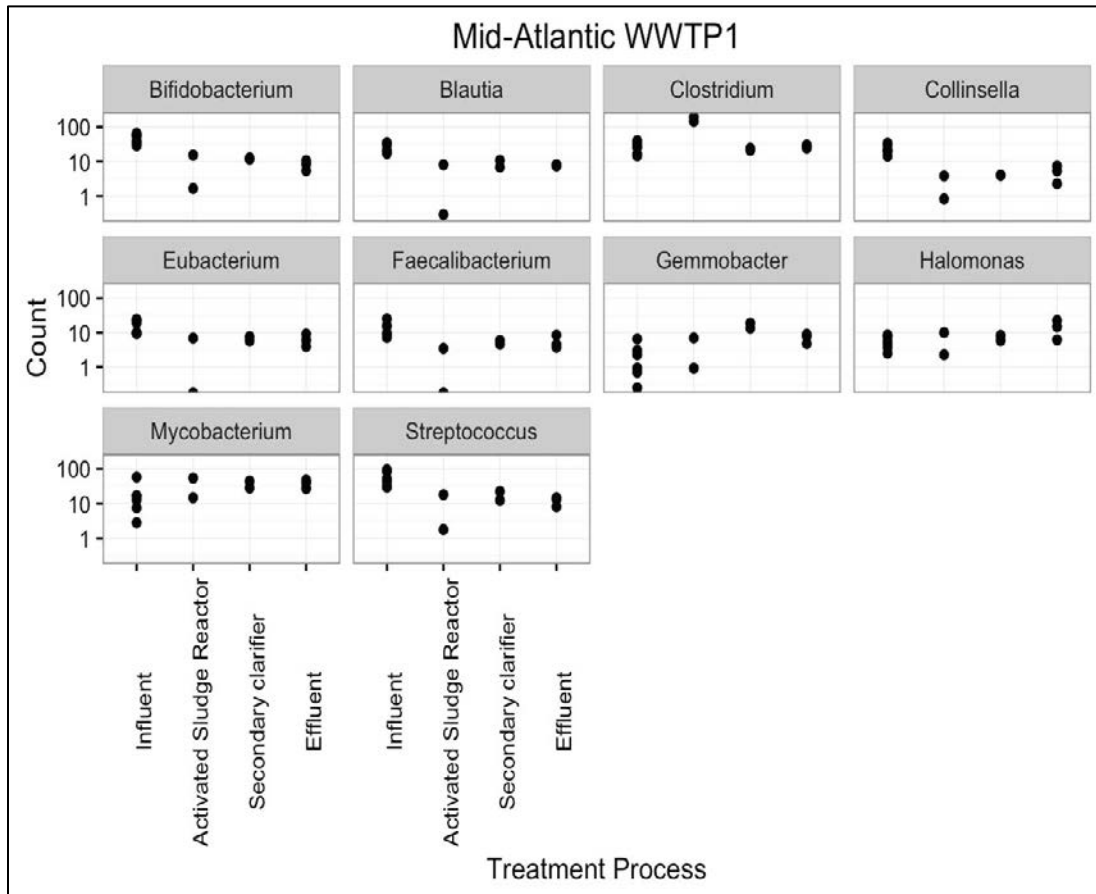 Mid-Atlantic WWTP1
Bifidobacterium
Blautia
Clostridium
Collinsella
100
10
1
Eubacterium
Faecalibacterium
Gemmobacter
Halomonas
100
10
1
Count
Mycobacterium
Streptococcus
100
10
1
Influent
Activated Sludge Reactor
Secondary clarifier
Effluent
Influent
Activated Sludge Reactor
Secondary clarifier
Effluent
Treatment Process